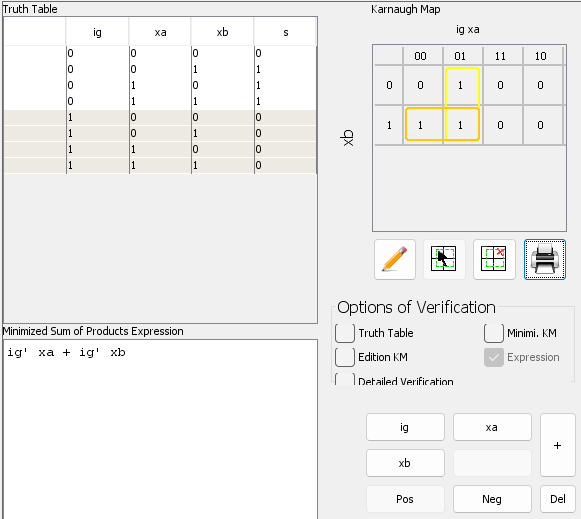 Truth Table
ig xa xb s
0 0 0 0
0 0 1 1
0 1 0 1
0 1 1 1
1 0 0 0
1 0 1 0
1 1 0 0
1 1 1 0
Minimized Sum of Products Expression
ig' xa + ig' xb
Karnaugh Map
ig xa
00 01 11 10
0 0 1 0 0
xb
1 1 1 0 0
Options of Verification
Truth Table Minimi. KM
Edition KM Expression
Detailed Verification
ig xa
+
xb
Pos Neg Del